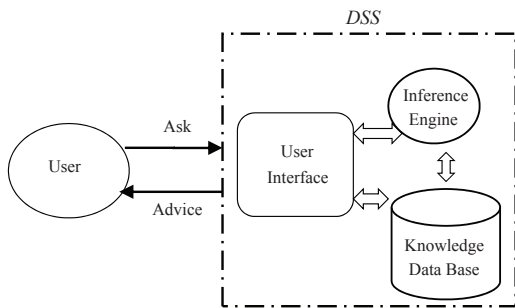 DSS
Inference
Engine
Ask
User
Interface
User
Advice
Knowledge
Data Base